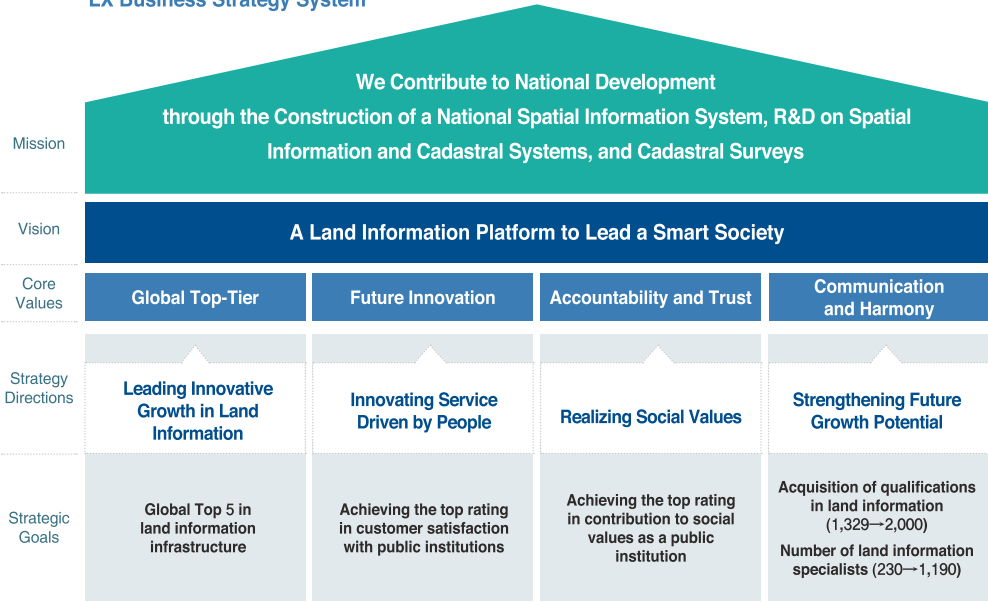 LX Business Strategy System
We Contribute to National Development
through the Construction of a National Spatial Information System, R&D on Spatial
Information and Cadastral Systems, and Cadastral Surveys
Mission
Vision
A Land Information Platform to Lead a Smart Society
Core
Values
Global Top-Tier
Future Innovation
Accountability and Trust
Communication
and Harmony
Strategy
Directions
Leading Innovative
Growth in Land
Information
Innovating Service
Driven by People
Realizing Social Values
Strengthening Future
Growth Potential
Strategic
Goals
Global Top 5 in
land information
infrastructure
Achieving the top rating
in customer satisfaction
with public institutions
Achieving the top rating
in contribution to social
values as a public
institution
Acquisition of qualifications
in land information
(1,329→2,000)
Number of land information
specialists (230→1,190)